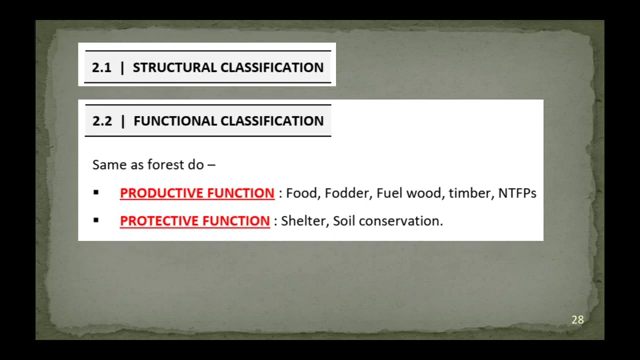 2.1 | STRUCTURAL CLASSIFICATION
2.2 | FUNCTIONAL CLASSIFICATION
Same as forest do –
▪ PRODUCTIVE FUNCTION : Food, Fodder, Fuel wood, timber, NTFPs
▪ PROTECTIVE FUNCTION : Shelter, Soil conservation.
28